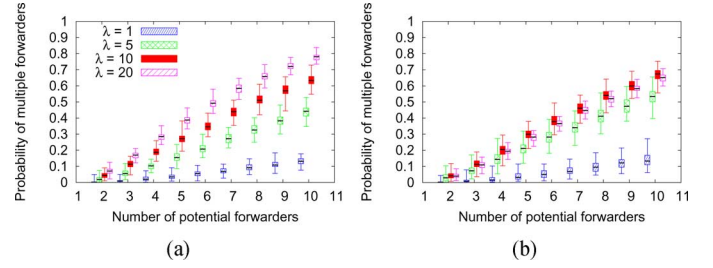 Probability of multiple forwarders
1
0.9
0.8
0.7
0.6
0.5
0.4
0.3
0.2
0.1
0
λ = 1
λ = 5
λ = 10
λ = 20
1 2 3 4 5 6 7 8 9 10 11
Number of potential forwarders
(a)
Probability of multiple forwarders
1
0.9
0.8
0.7
0.6
0.5
0.4
0.3
0.2
0.1
0
1 2 3 4 5 6 7 8 9 10 11
Number of potential forwarders
(b)